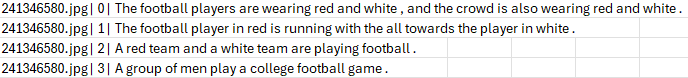 241346580.jpg| 0| The football players are wearing red and white , and the crowd is also wearing red and white .
241346580.jpg| 1| The football player in red is running with the all towards the player in white .
241346580.jpg| 2| A red team and a white team are playing football .
241346580.jpg| 3| A group of men play a college football game .